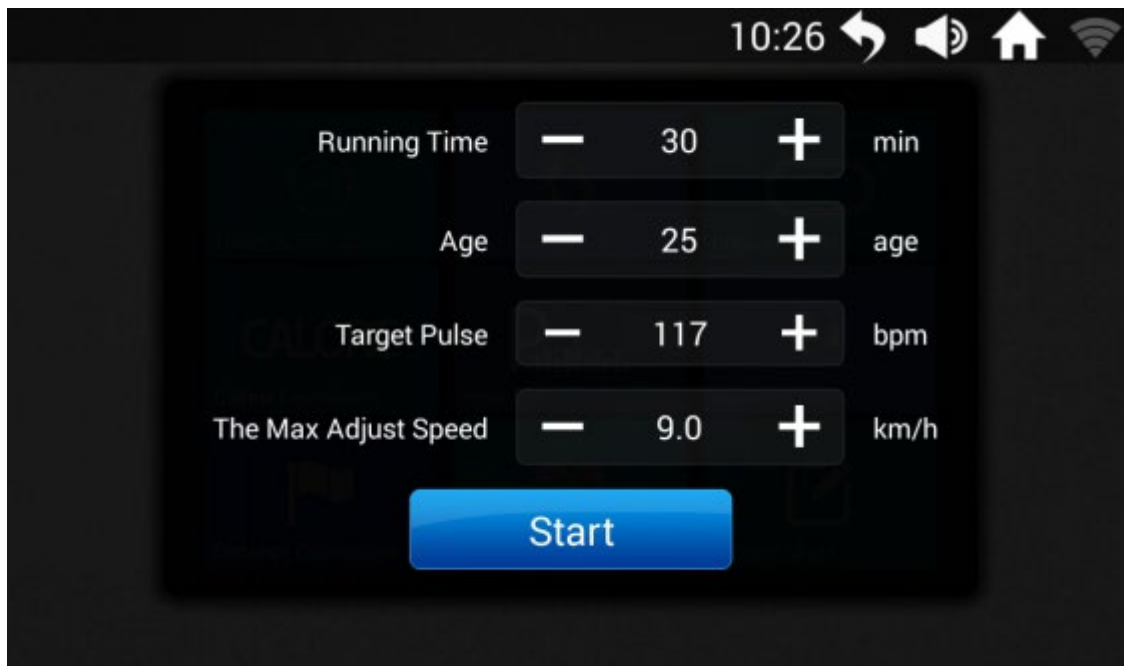 10:26
Running Time 30 min
Age 25 age
Target Pulse 117 bpm
The Max Adjust Speed 9.0 km/h
Start